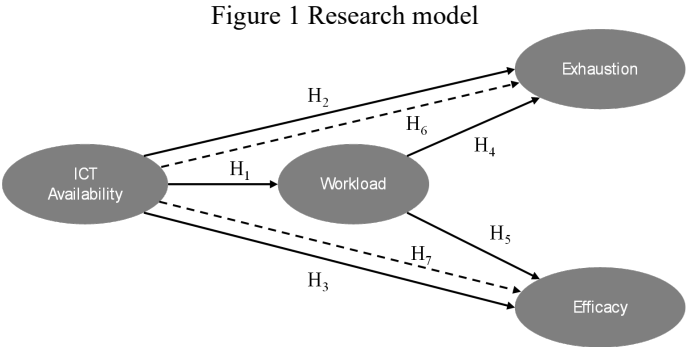 Figure 1 Research model
Exhaustion
H2
H6
H4
H1
ICT
Availability
Workload
H5
H7
H3
Efficacy